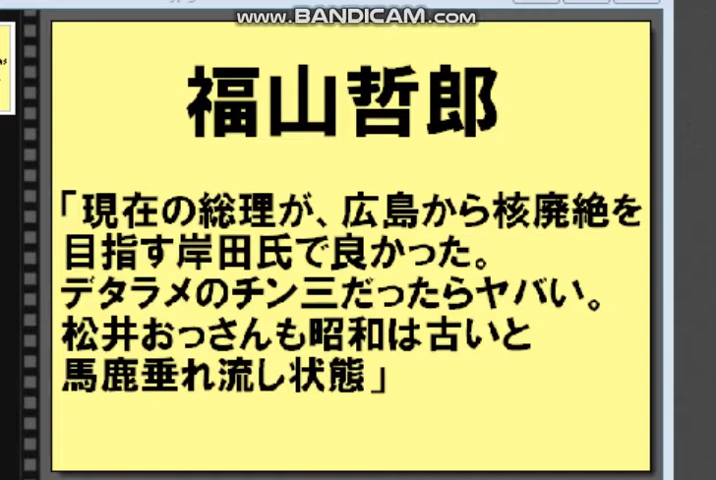 www.BANDICAM.com
福山哲郎
「現在の総理が、広島から核廃絶を
目指す岸田氏で良かった。
デタラメのチン三だったらヤバい。
松井おっさんも昭和は古いと
馬鹿垂れ流し状態」